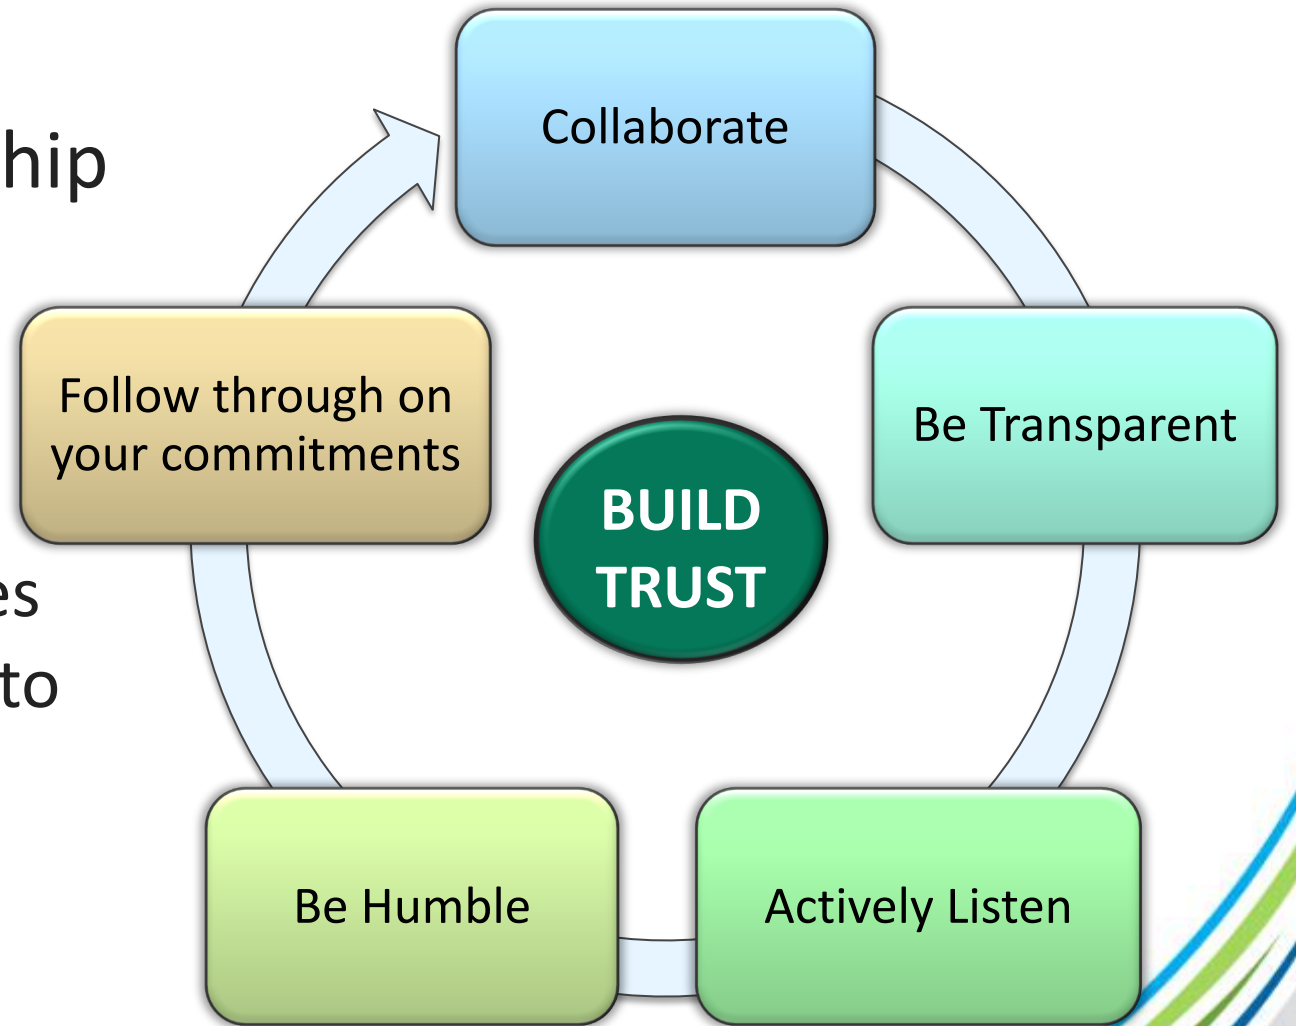 hip
es
to
Collaborate
Be Transparent
Actively Listen
Be Humble
Follow through on
your commitments
BUILD
TRUST